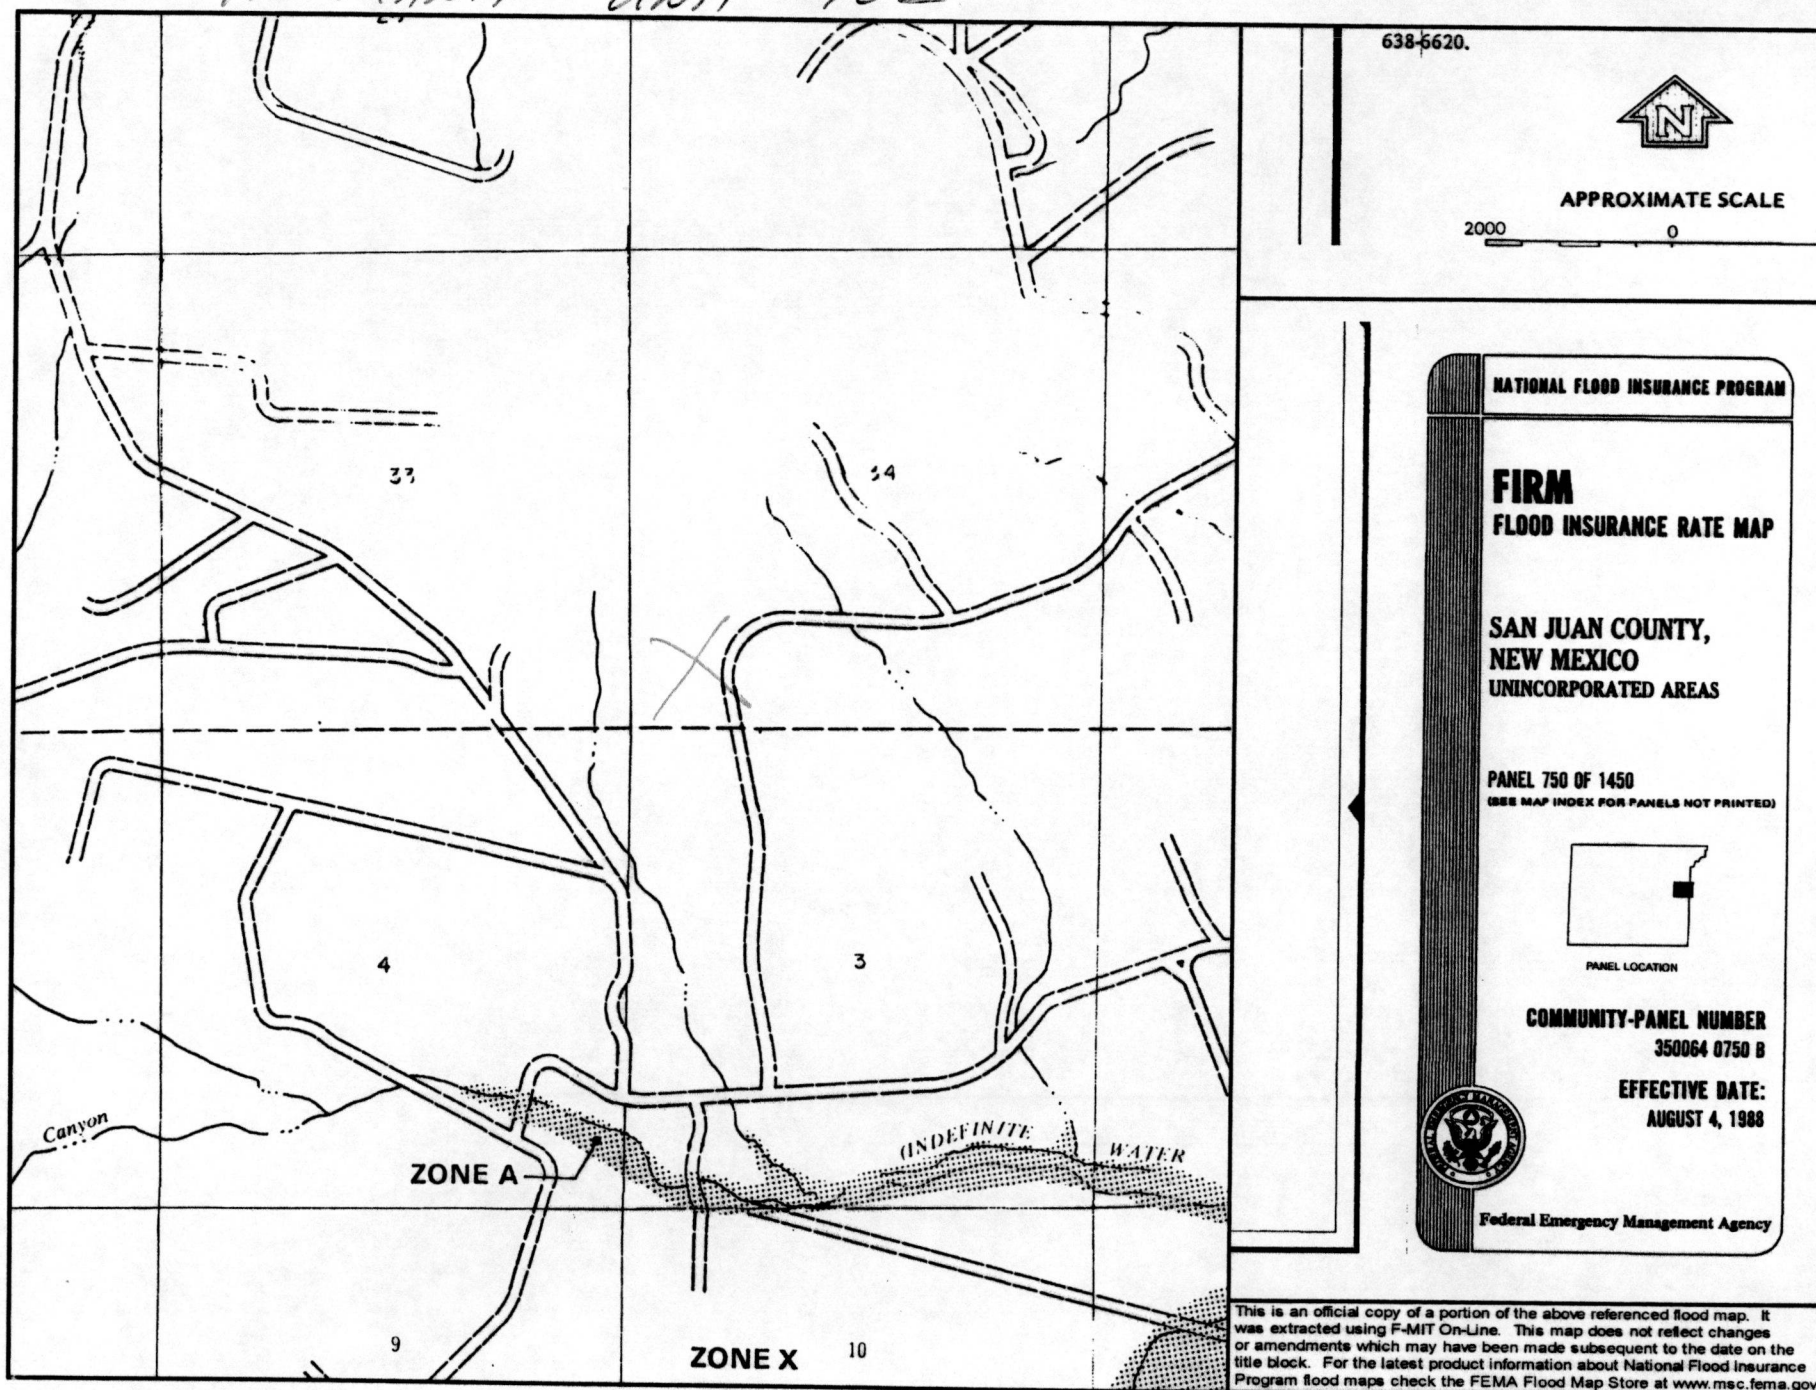 638-6620.
N
APPROXIMATE SCALE
2000 0
NATIONAL FLOOD INSURANCE PROGRAM
FIRM
FLOOD INSURANCE RATE MAP
SAN JUAN COUNTY,
NEW MEXICO
UNINCORPORATED AREAS
PANEL 750 OF 1450
(SEE MAP INDEX FOR PANELS NOT PRINTED)
PANEL LOCATION
COMMUNITY-PANEL NUMBER
350064 0750 B
EFFECTIVE DATE:
AUGUST 4, 1988
Federal Emergency Management Agency
This is an official copy of a portion of the above referenced flood map. It
was extracted using F-MIT On-Line. This map does not reflect changes
or amendments which may have been made subsequent to the date on the
title block. For the latest product information about National Flood Insurance
Program flood maps check the FEMA Flood Map Store at www.msc.fema.gov
33
34
4
3
Canyon
ZONE A
(INDEFINITE WATER
9
ZONE X
10